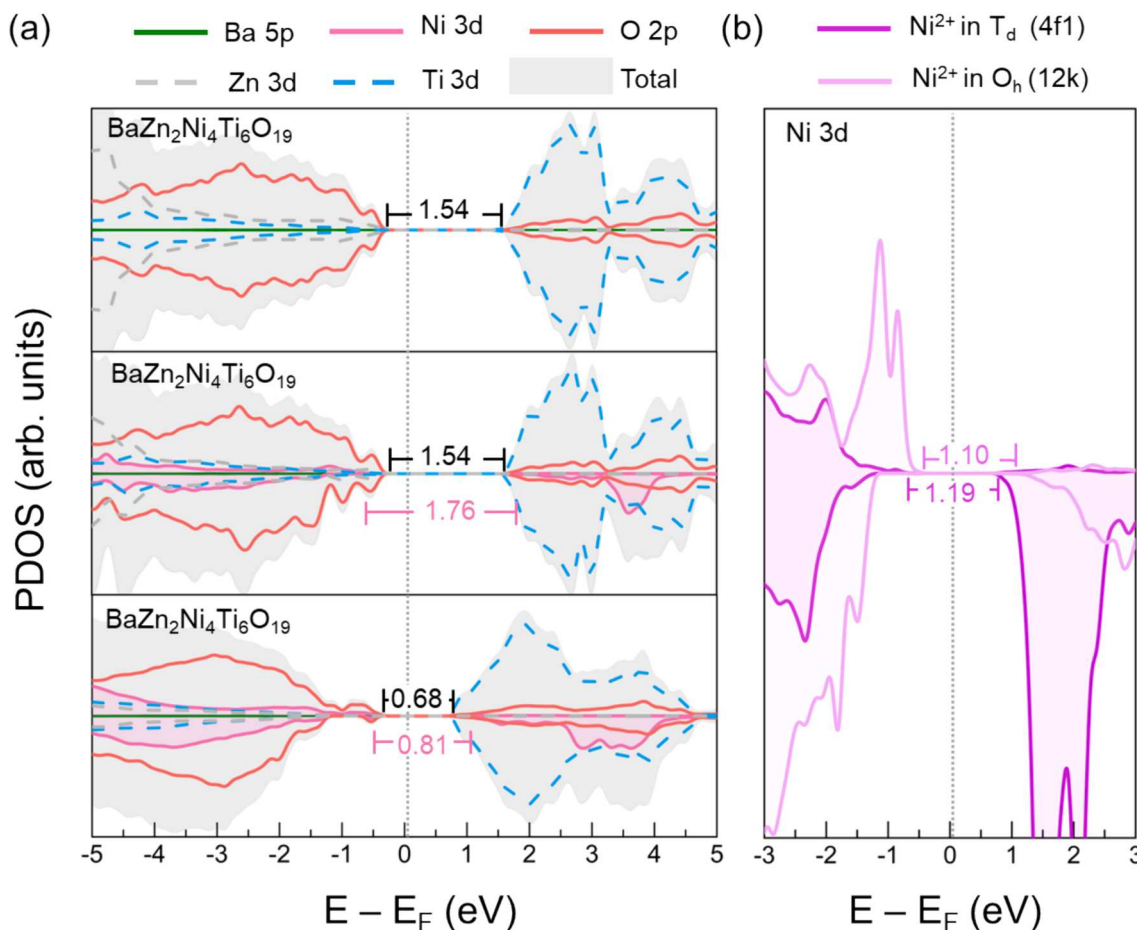 (a)
Ba 5p Ni 3d O 2p
Zn 3d Ti 3d Total
BaZn₂Ni₄Ti₆O₁₉
1.54
BaZn₂Ni₄Ti₆O₁₉
1.54
1.76
BaZn₂Ni₄Ti₆O₁₉
0.68
0.81
PDOS (arb. units)
-5 -4 -3 -2 -1 0 1 2 3 4 5
E – E_F (eV)
(b)
Ni²⁺ in T_d (4f1)
Ni²⁺ in O_h (12k)
Ni 3d
1.10
1.19
-3 -2 -1 0 1 2 3
E – E_F (eV)